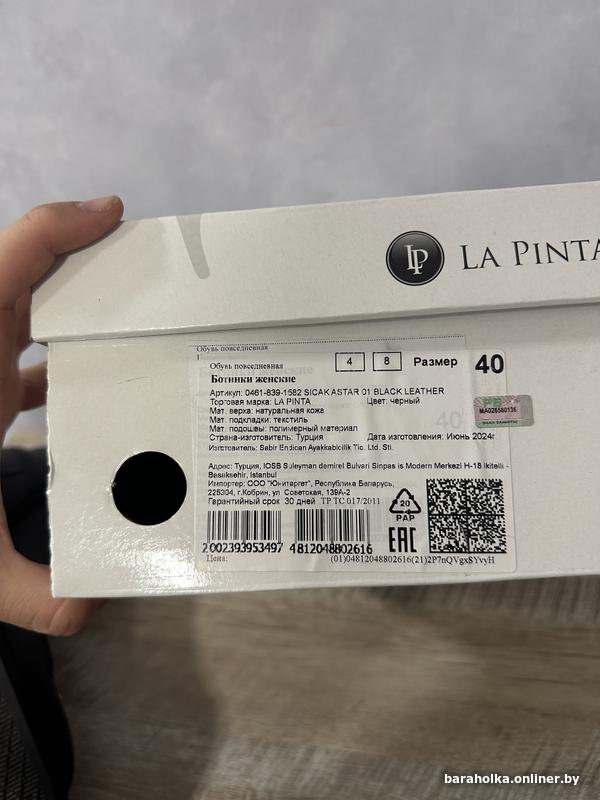 LP LA PINTA
Обувь повседневная
Обувь повседневная 4 8 Размер 40
Ботинки женские
Артикул: 0461-839-1582 SICAK ASTAR 01 BLACK LEATHER
Торговая марка: LA PINTA Цвет: черный
Мат. верха: натуральная кожа
Мат. подкладки: текстиль
Мат. подошвы: полимерный материал
Страна-изготовитель: Турция Дата изготовления: Июнь 2024г
Изготовитель: Sabir Endican Ayakkabicilik Tic. Ltd. Sti.
Адрес: Турция, IOSB Suleyman demirel Bulvari Sinpas is Modern Merkezi H-18 Ikitelli -
Basaksehir, Istanbul
Импортер: ООО "Юнитаргет", Республика Беларусь,
225304, г.Кобрин, ул. Советская, 139А-2
Гарантийный срок 30 дней ТР ТС 017/2011
20
PAP
EAC
2002393953497 4812048802616
Цена: (01)04812048802616(21)2P7nQVgx8YvyH
baraholka.onliner.by